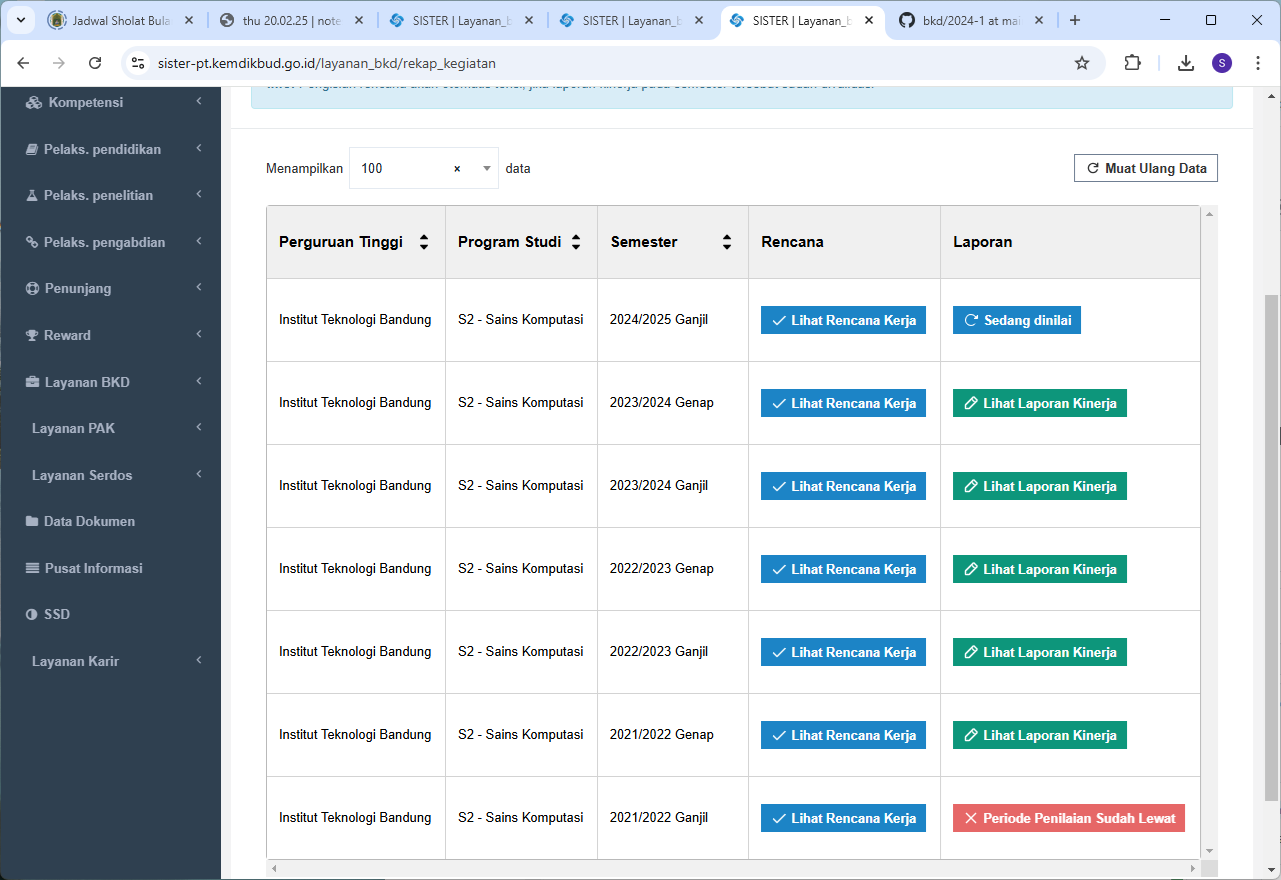 Jadwal Sholat Bula
thu 20.02.25 | note
SISTER | Layanan_b
SISTER | Layanan_b
SISTER | Layanan_b
bkd/2024-1 at mai
sister-pt.kemdikbud.go.id/layanan_bkd/rekap_kegiatan
S
Kompetensi
Pelaks. pendidikan
Pelaks. penelitian
Pelaks. pengabdian
Penunjang
Reward
Layanan BKD
Layanan PAK
Layanan Serdos
Data Dokumen
Pusat Informasi
SSD
Layanan Karir
Menampilkan 100 × data
Muat Ulang Data
Perguruan Tinggi Program Studi Semester Rencana Laporan
Institut Teknologi Bandung S2 - Sains Komputasi 2024/2025 Ganjil Lihat Rencana Kerja Sedang dinilai
Institut Teknologi Bandung S2 - Sains Komputasi 2023/2024 Genap Lihat Rencana Kerja Lihat Laporan Kinerja
Institut Teknologi Bandung S2 - Sains Komputasi 2023/2024 Ganjil Lihat Rencana Kerja Lihat Laporan Kinerja
Institut Teknologi Bandung S2 - Sains Komputasi 2022/2023 Genap Lihat Rencana Kerja Lihat Laporan Kinerja
Institut Teknologi Bandung S2 - Sains Komputasi 2022/2023 Ganjil Lihat Rencana Kerja Lihat Laporan Kinerja
Institut Teknologi Bandung S2 - Sains Komputasi 2021/2022 Genap Lihat Rencana Kerja Lihat Laporan Kinerja
Institut Teknologi Bandung S2 - Sains Komputasi 2021/2022 Ganjil Lihat Rencana Kerja Periode Penilaian Sudah Lewat